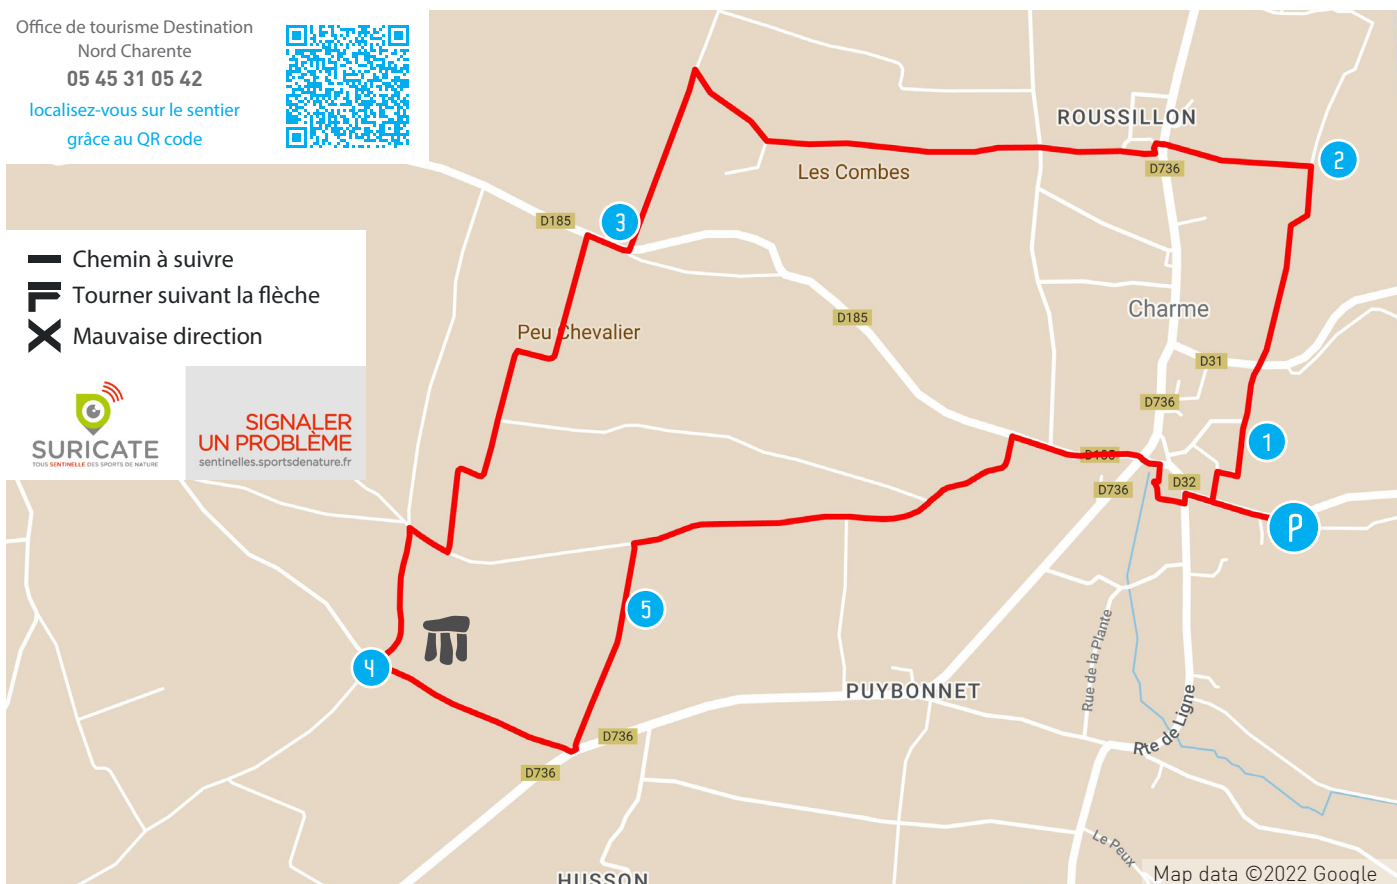 Office de tourisme Destination
Nord Charente
05 45 31 05 42
localisez-vous sur le sentier
grâce au QR code
Chemin à suivre
Tourner suivant la flèche
Mauvaise direction
SURICATE
TOUS SENTINELLE DES SPORTS DE NATURE
SIGNALER
UN PROBLÈME
sentinelles.sportsdenature.fr
ROUSSILLON
2
D736
Les Combes
3
D185
Charme
D185
Peu Chevalier
D31
D736
1
D185
D32
D736
P
5
Rue de la Plante
4
PUYBONNET
Rte de Ligne
D736
D736
Le Peux
HUSSON
Map data ©2022 Google